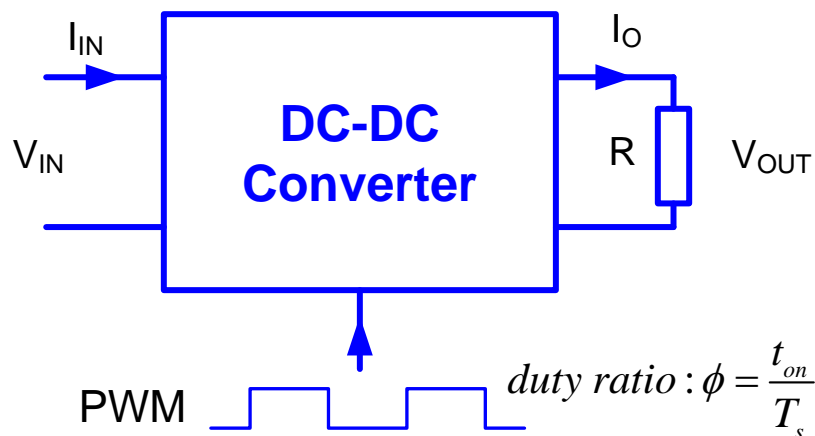 I_IN
I_O
DC-DC
Converter
V_IN
R
V_OUT
PWM
duty ratio : ϕ = t_on / T_s